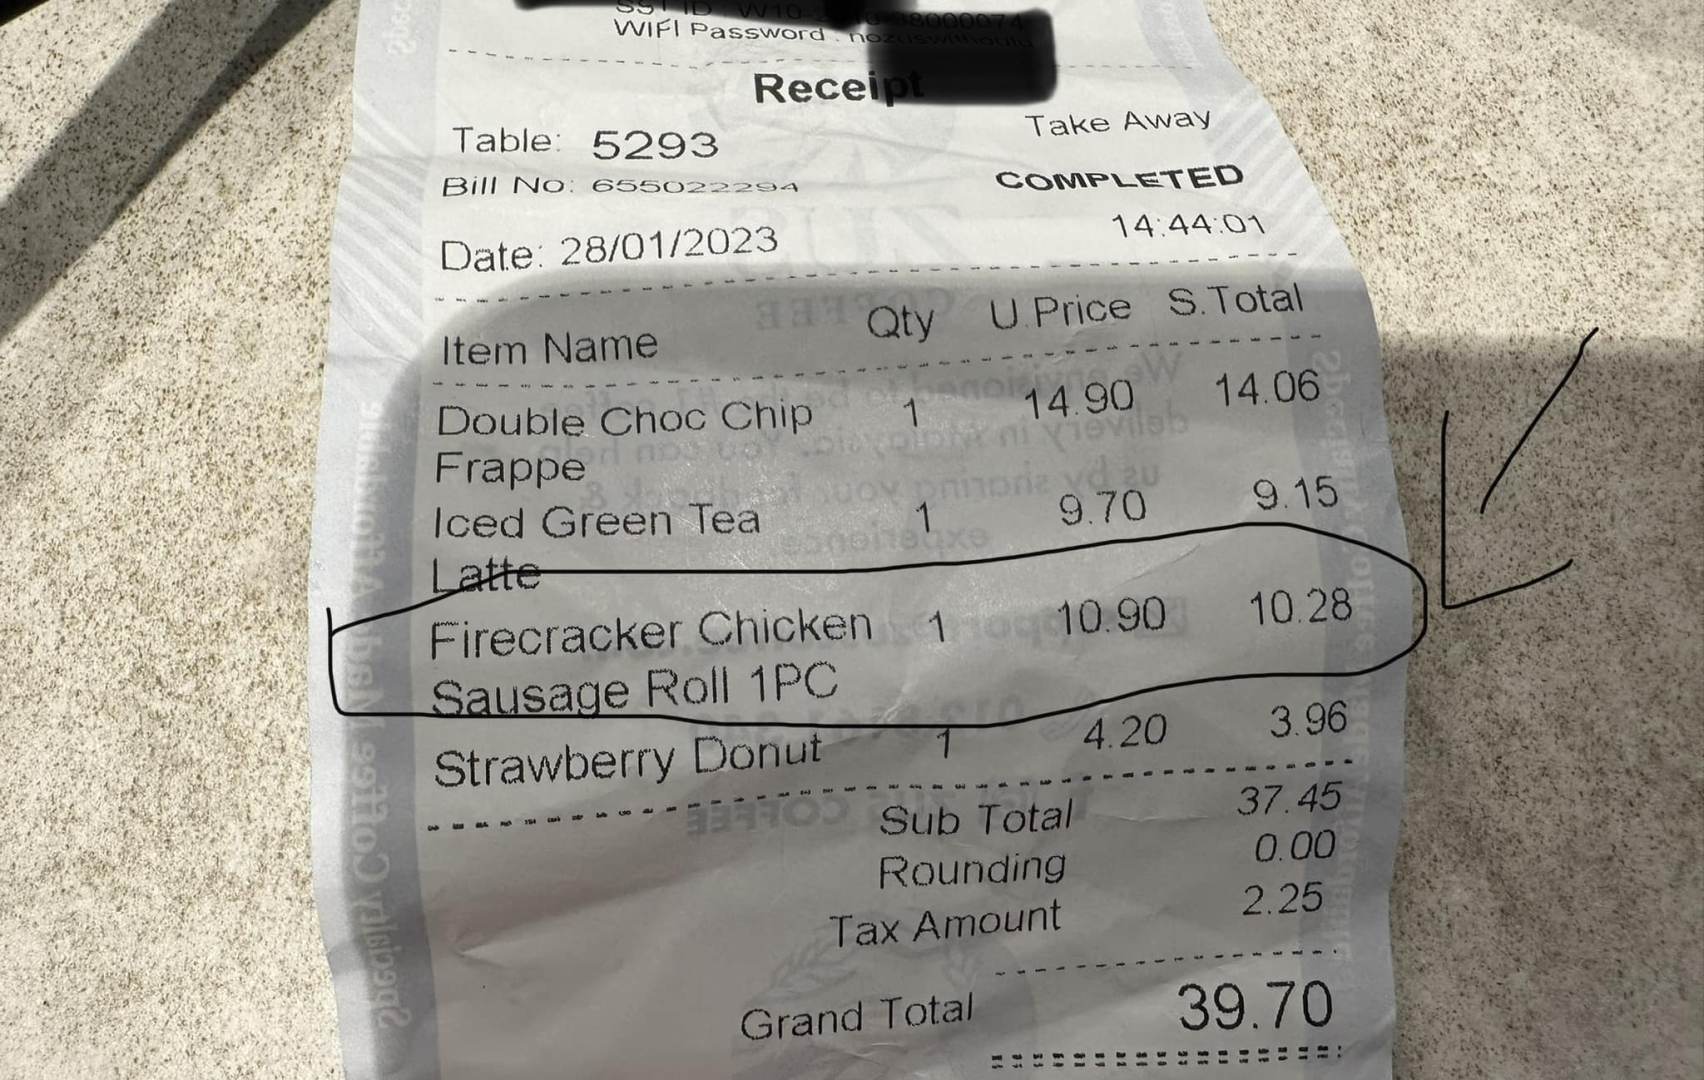 WIFI Password :
Receipt
Table: 5293 Take Away
Bill No: 655022294 COMPLETED
Date: 28/01/2023 14:44:01
Item Name Qty U.Price S.Total
Double Choc Chip 1 14.90 14.06
Frappe
Iced Green Tea 1 9.70 9.15
Latte
Firecracker Chicken 1 10.90 10.28
Sausage Roll 1PC
Strawberry Donut 1 4.20 3.96
Sub Total 37.45
Rounding 0.00
Tax Amount 2.25
Grand Total 39.70